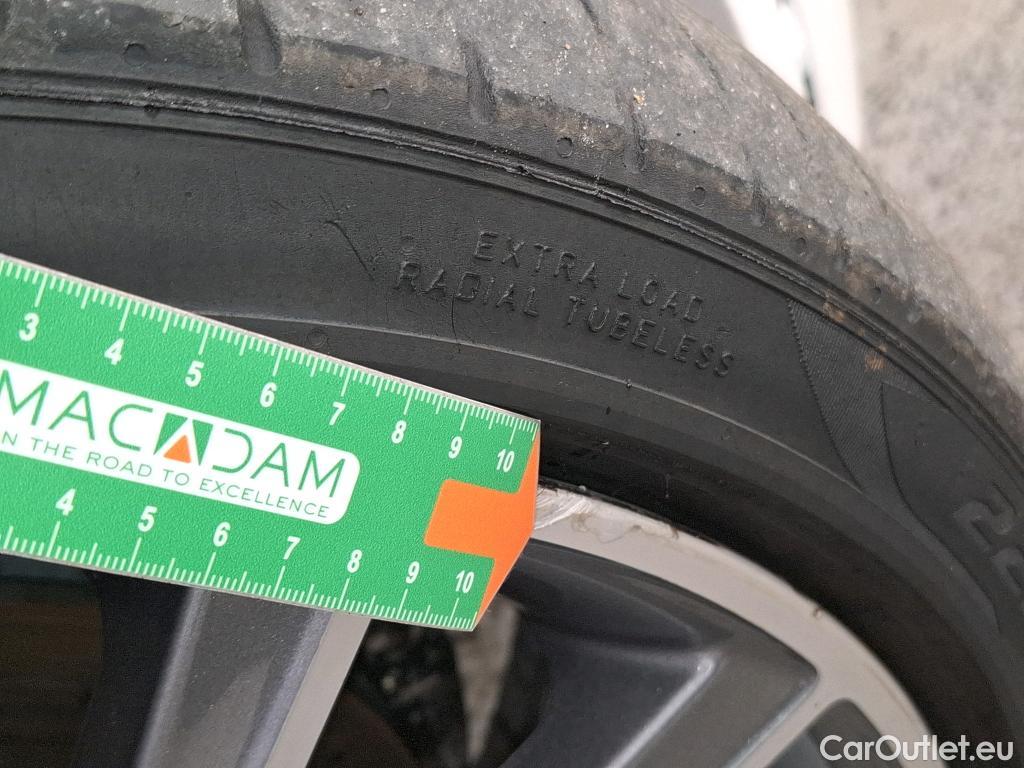 EXTRA LOAD
RADIAL TUBELESS
3 4 5 6 7 8 9 10
MACADAM
N THE ROAD TO EXCELLENCE
4 5 6 7 8 9 10
CarOutlet.eu